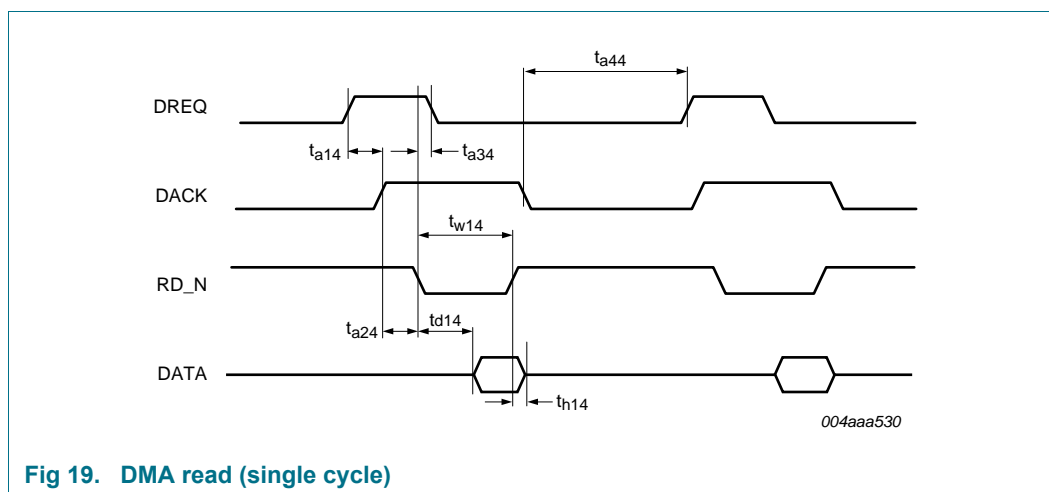 ta44
DREQ
ta14
ta34
DACK
tw14
RD_N
ta24
td14
DATA
th14
004aaa530
Fig 19. DMA read (single cycle)